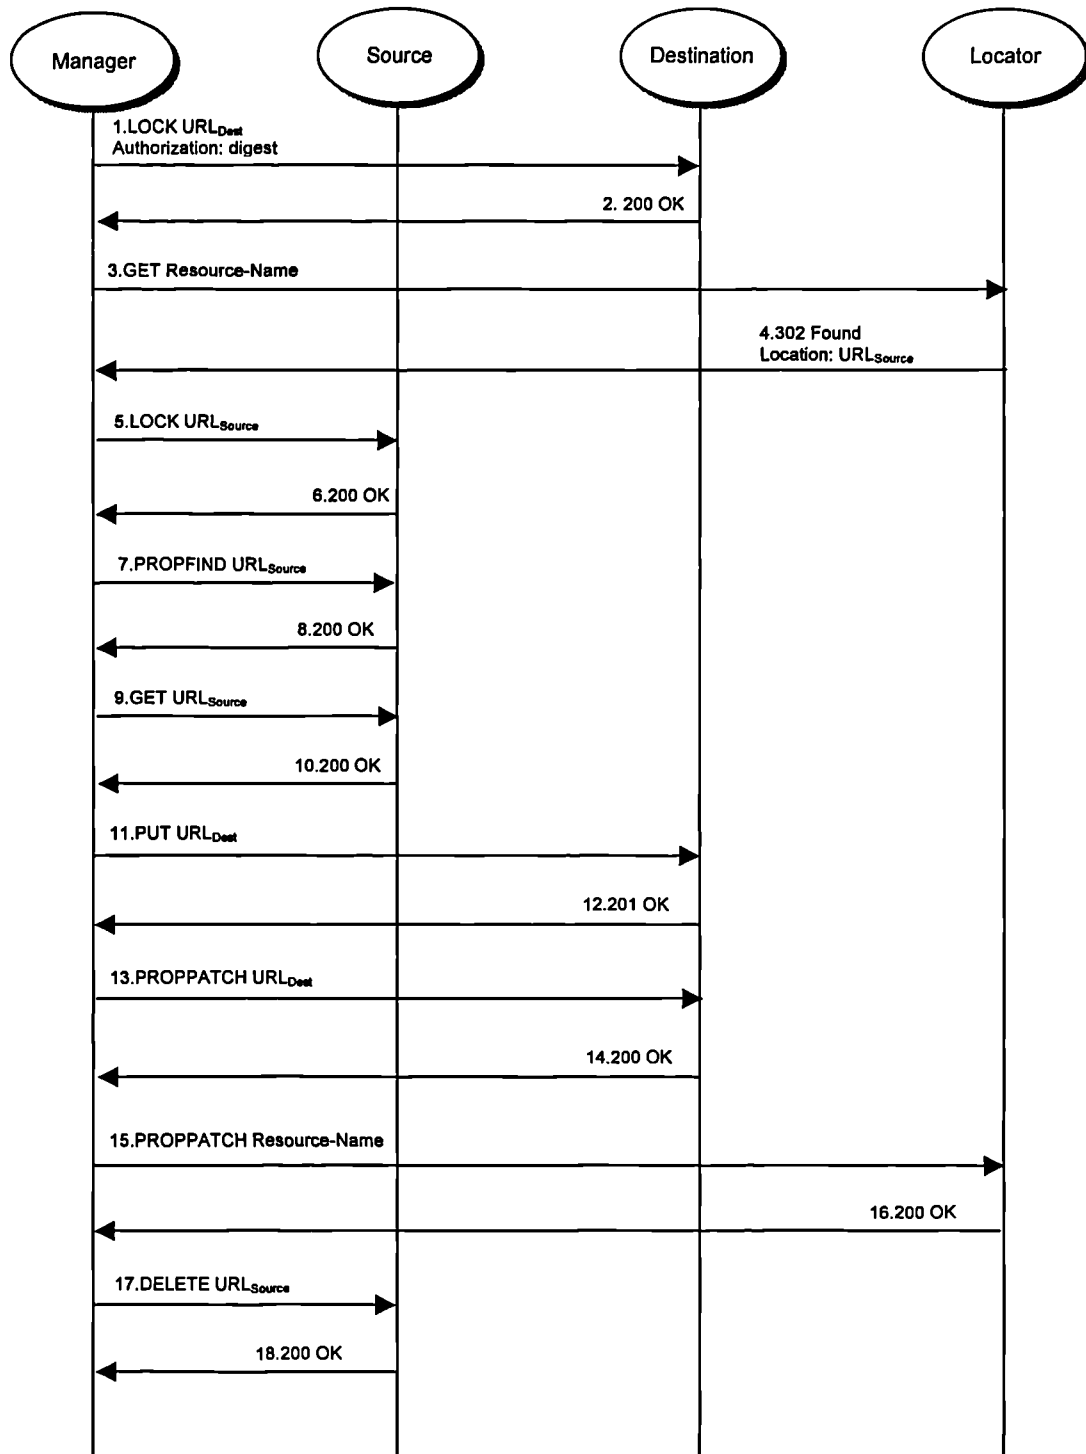 Manager
Source
Destination
Locator
1.LOCK URLDest
Authorization: digest
2. 200 OK
3.GET Resource-Name
4.302 Found
Location: URLSource
5.LOCK URLSource
6.200 OK
7.PROPFIND URLSource
8.200 OK
9.GET URLSource
10.200 OK
11.PUT URLDest
12.201 OK
13.PROPPATCH URLDest
14.200 OK
15.PROPPATCH Resource-Name
16.200 OK
17.DELETE URLSource
18.200 OK